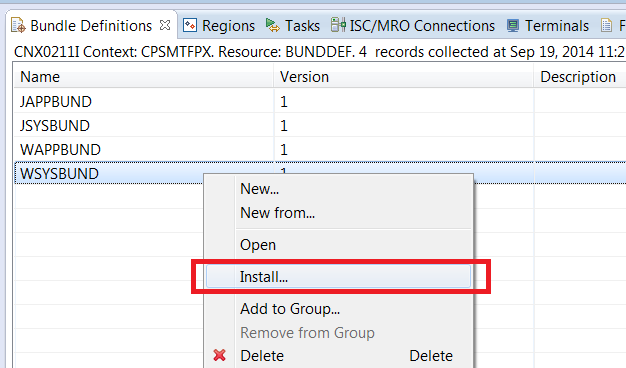 Bundle Definitions Regions Tasks ISC/MRO Connections Terminals F
CNX0211I Context: CPSMTFPX. Resource: BUNDDEF. 4 records collected at Sep 19, 2014 11:2
Name Version Description
JAPPBUND 1
JSYSBUND 1
WAPPBUND 1
WSYSBUND 1
New...
New from...
Open
Install...
Add to Group...
Remove from Group
Delete Delete